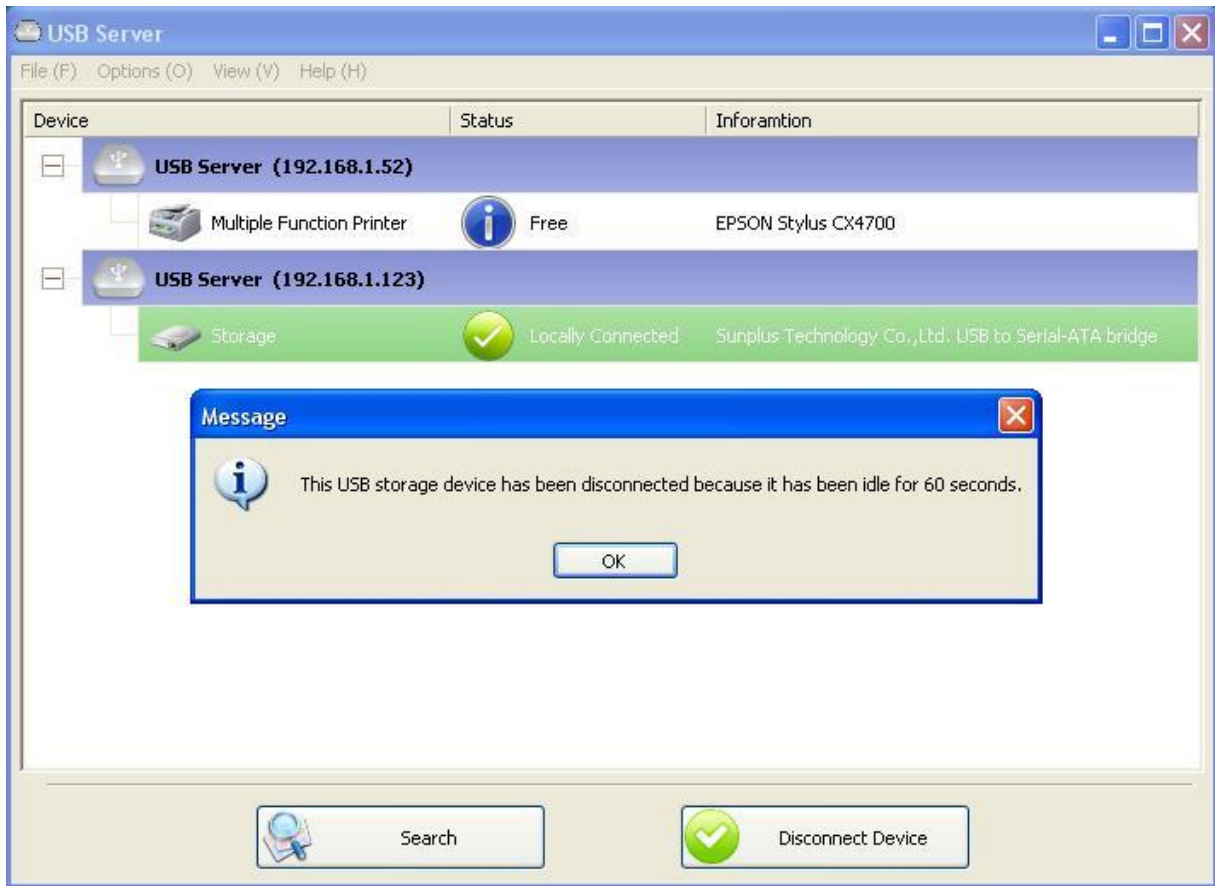 USB Server
File (F) Options (O) View (V) Help (H)
Device Status Inforamtion
USB Server (192.168.1.52)
Multiple Function Printer Free EPSON Stylus CX4700
USB Server (192.168.1.123)
Storage Locally Connected Sunplus Technology Co.,Ltd. USB to Serial-ATA bridge
Message
This USB storage device has been disconnected because it has been idle for 60 seconds.
OK
Search Disconnect Device